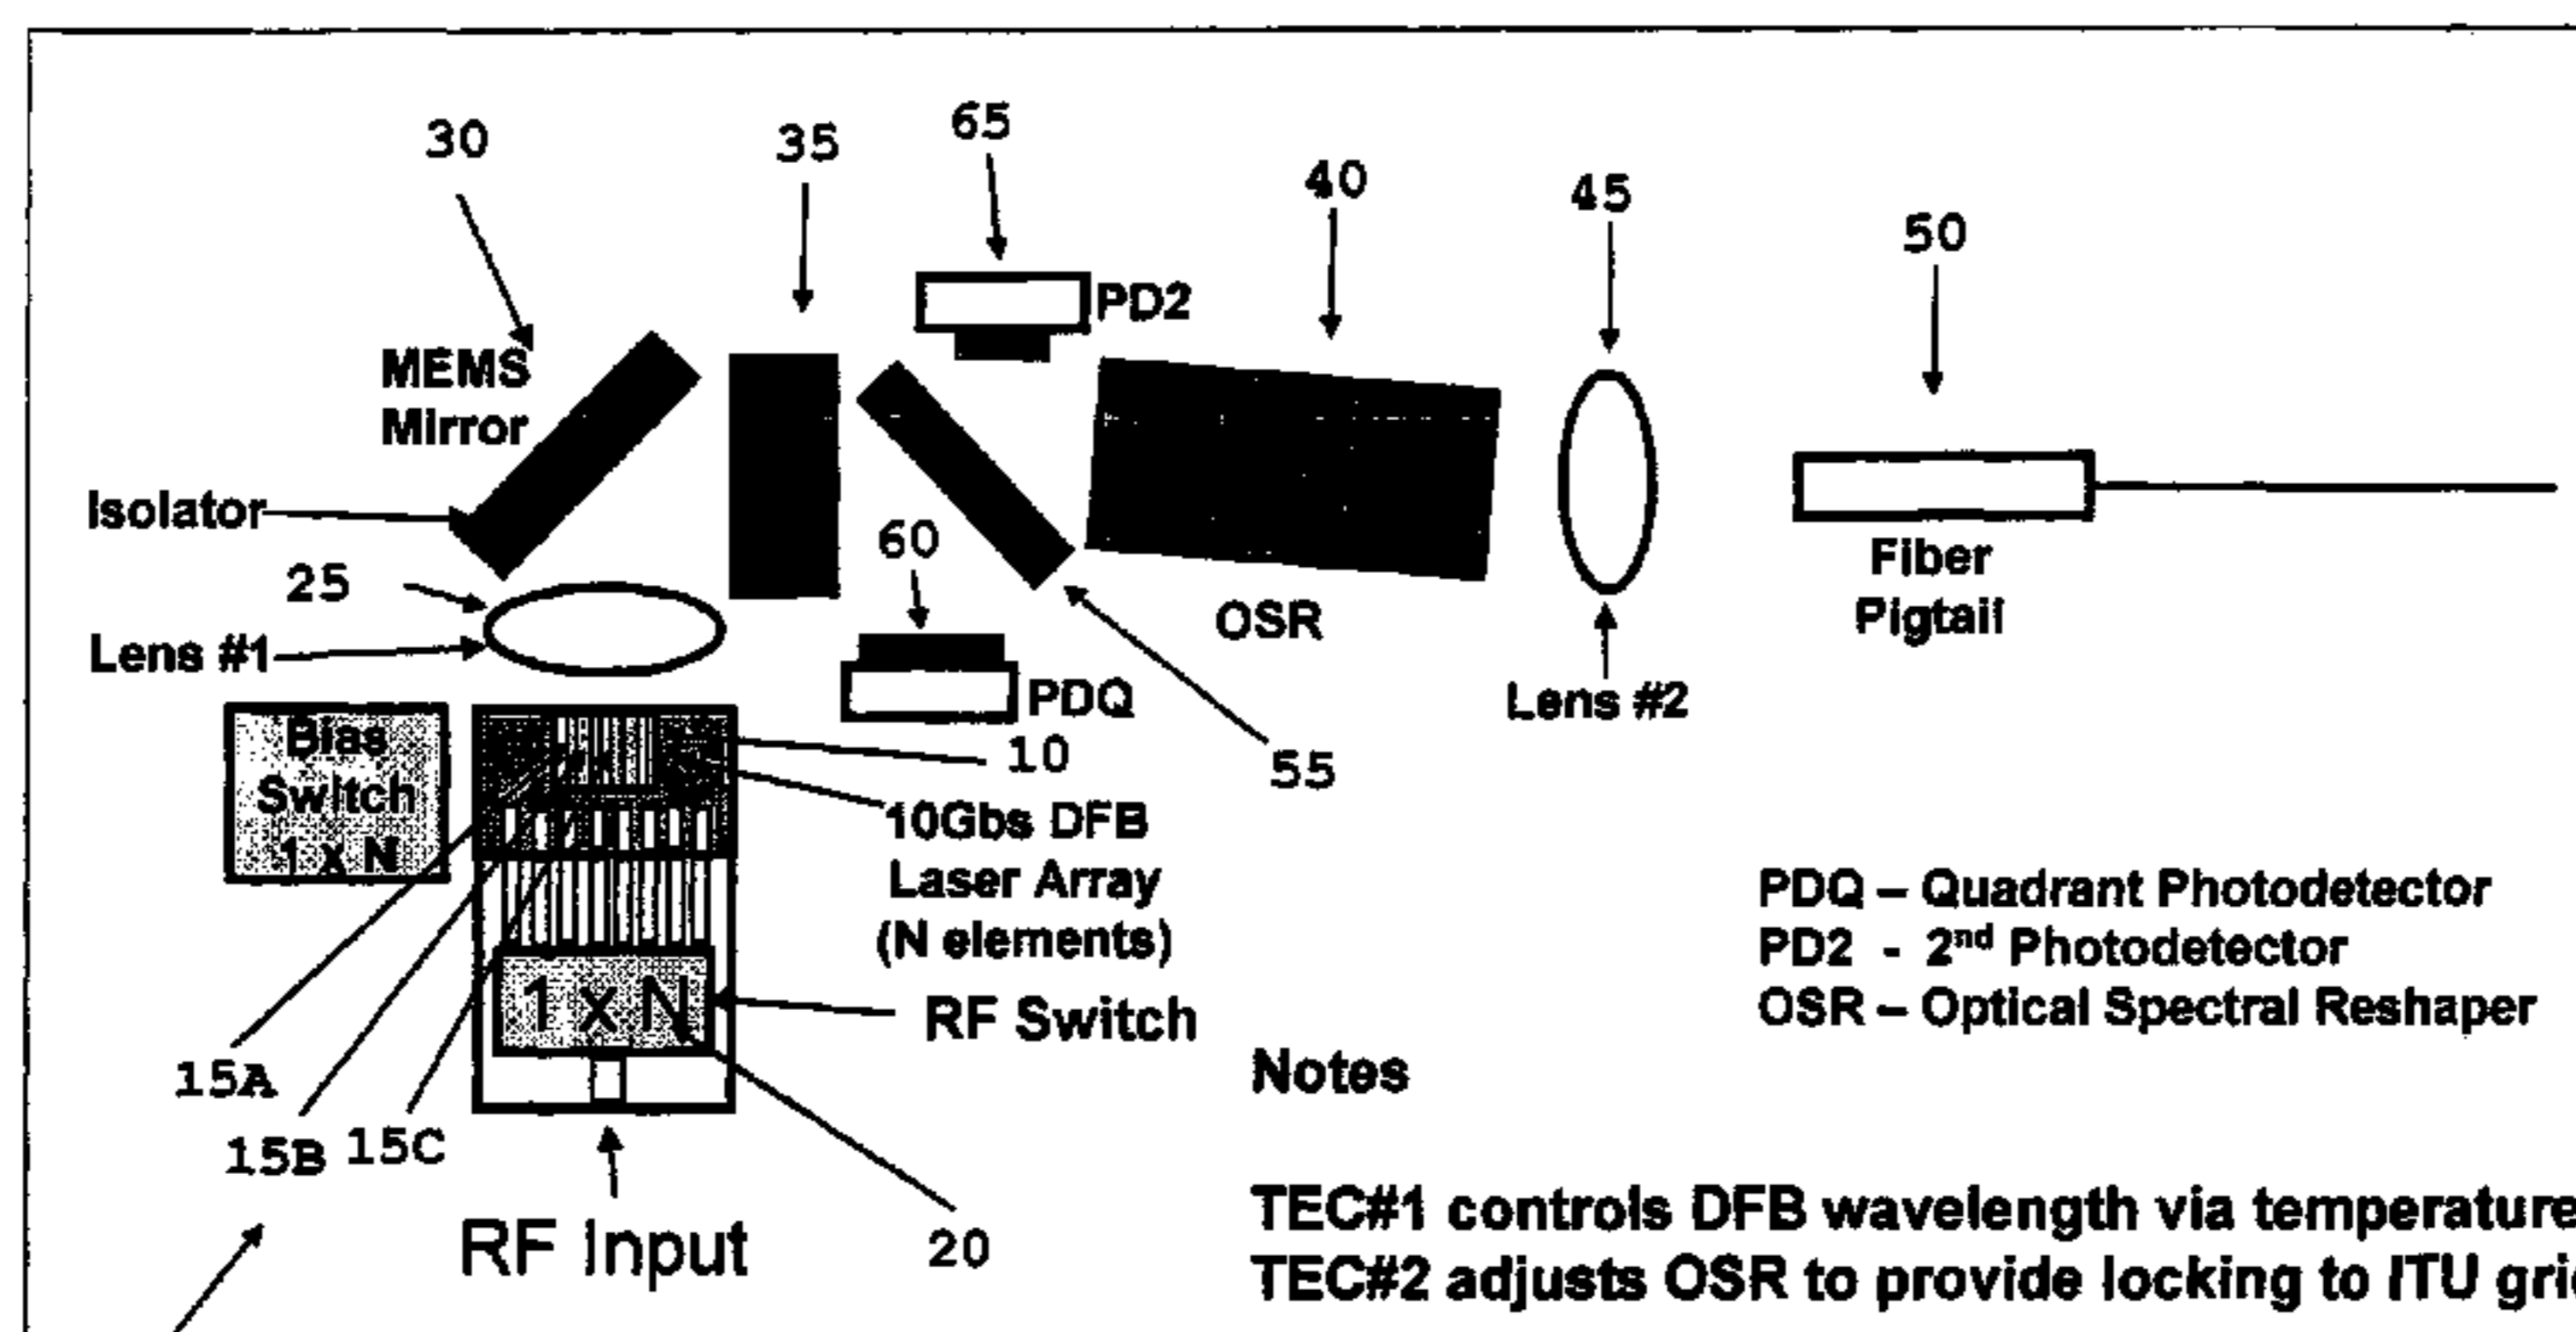 30
35
65
40
45
50
PD2
MEMS
Mirror
Isolator
60
25
Fiber
Pigtail
OSR
Lens #1
PDQ
Lens #2
10
55
Bias
Switch
1 x N
10Gbs DFB
Laser Array
(N elements)
PDQ – Quadrant Photodetector
PD2 - 2nd Photodetector
OSR – Optical Spectral Reshaper
1 x N
RF Switch
15A
15B
15C
Notes
RF Input
20
TEC#1 controls DFB wavelength via temperature
TEC#2 adjusts OSR to provide locking to ITU